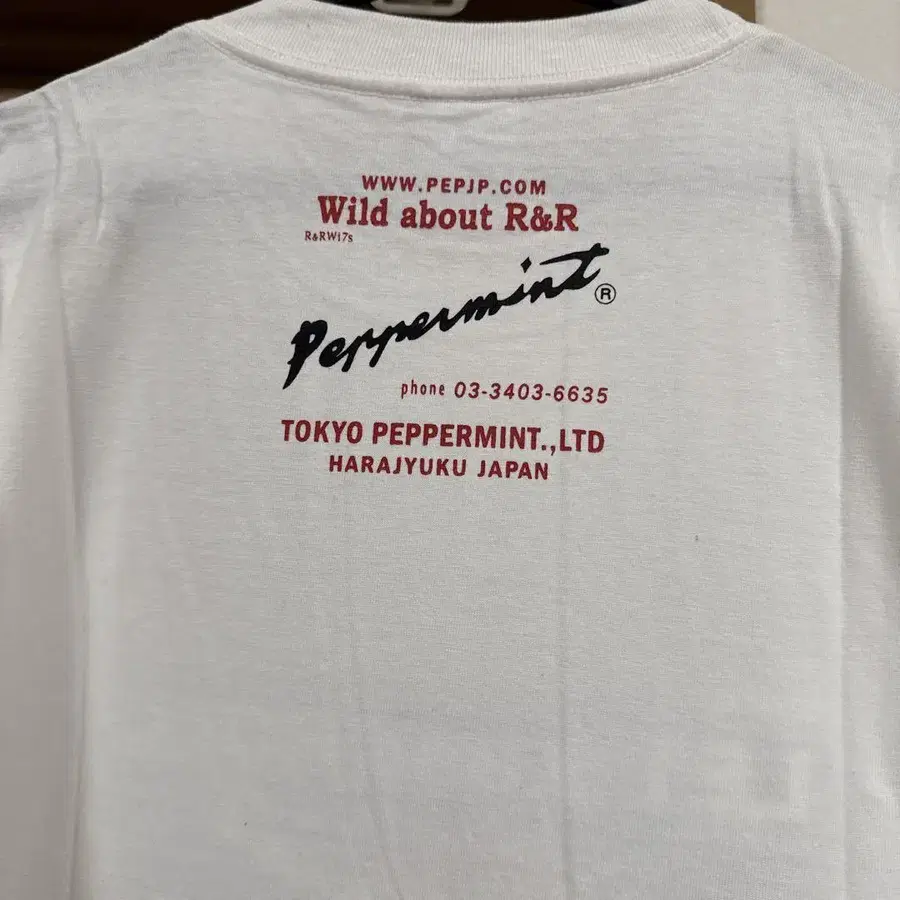 WWW.PEPJP.COM
Wild about R&R
R&RW17s
Peppermint ®
phone 03-3403-6635
TOKYO PEPPERMINT.,LTD
HARAJYUKU JAPAN